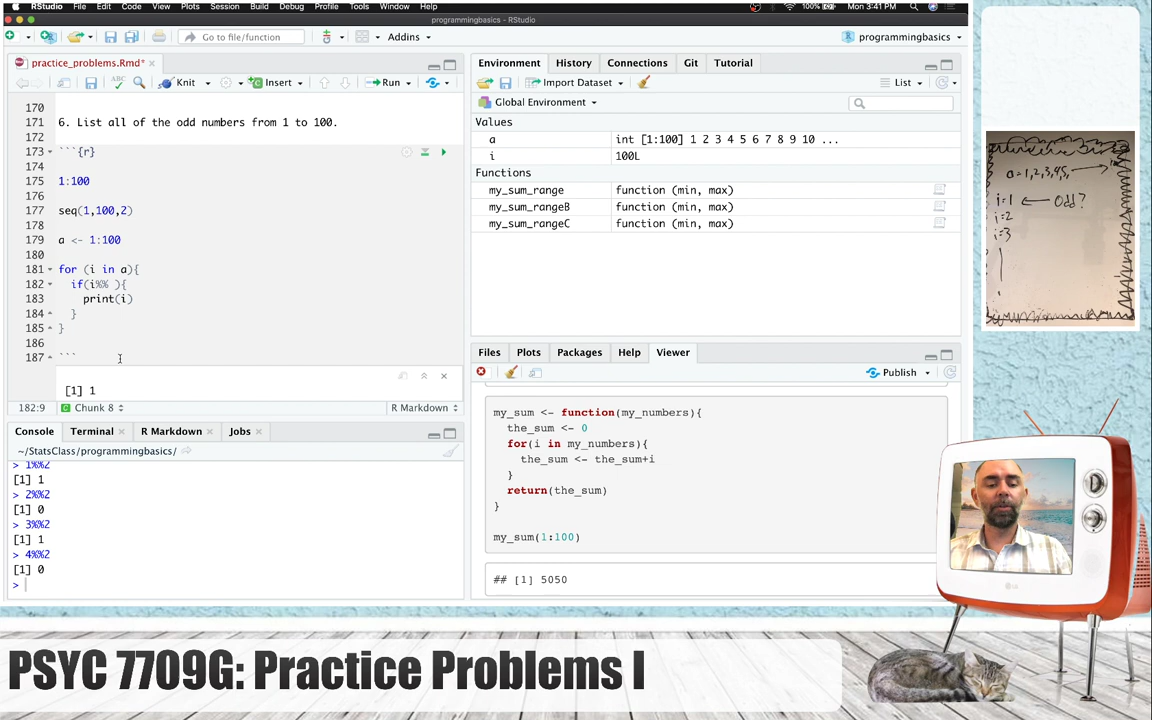 RStudio File Edit Code View Plots Session Build Debug Profile Tools Window Help 100% Mon 3:41 PM
programmingbasics - RStudio
Go to file/function Addins programmingbasics
practice_problems.Rmd*
Knit Insert Run
170
171 6. List all of the odd numbers from 1 to 100.
172
173 ```{r}
174
175 1:100
176
177 seq(1,100,2)
178
179 a <- 1:100
180
181 for (i in a){
182 if(i%% ){
183 print(i)
184 }
185 }
186
187 ```
[1] 1
182:9 Chunk 8 R Markdown
Console Terminal R Markdown Jobs
~/StatsClass/programmingbasics/
> 1%%2
[1] 1
> 2%%2
[1] 0
> 3%%2
[1] 1
> 4%%2
[1] 0
>
Environment History Connections Git Tutorial
Import Dataset List
Global Environment
Values
a int [1:100] 1 2 3 4 5 6 7 8 9 10 ...
i 100L
Functions
my_sum_range function (min, max)
my_sum_rangeB function (min, max)
my_sum_rangeC function (min, max)
Files Plots Packages Help Viewer
Publish
my_sum <- function(my_numbers){
the_sum <- 0
for(i in my_numbers){
the_sum <- the_sum+i
}
return(the_sum)
}
my_sum(1:100)
## [1] 5050
a=1,2,3,4,5,
i=1 ← Odd?
i=2
i=3
LG
PSYC 7709G: Practice Problems I